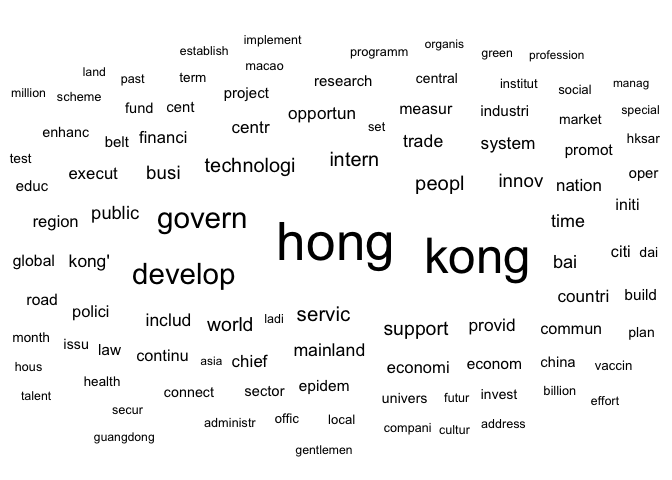 implement
establish
programm
organis
green
profession
macao
land
past
term
research
central
institut
social
manag
million
scheme
project
fund
cent
opportun
measur
industri
market
special
enhanc
belt
financi
centr
set
trade
system
promot
hksar
test
educ
execut
busi
technologi
intern
peopl
innov
nation
oper
initi
region
public
govern
hong
kong
time
global
kong'
develop
bai
citi
dai
road
polici
includ
world
ladi
servic
support
provid
countri
build
commun
plan
month
issu
law
continu
asia
chief
mainland
economi
econom
china
vaccin
hous
talent
health
connect
sector
epidem
univers
futur
invest
billion
effort
secur
guangdong
administr
offic
local
gentlemen
compani
cultur
address